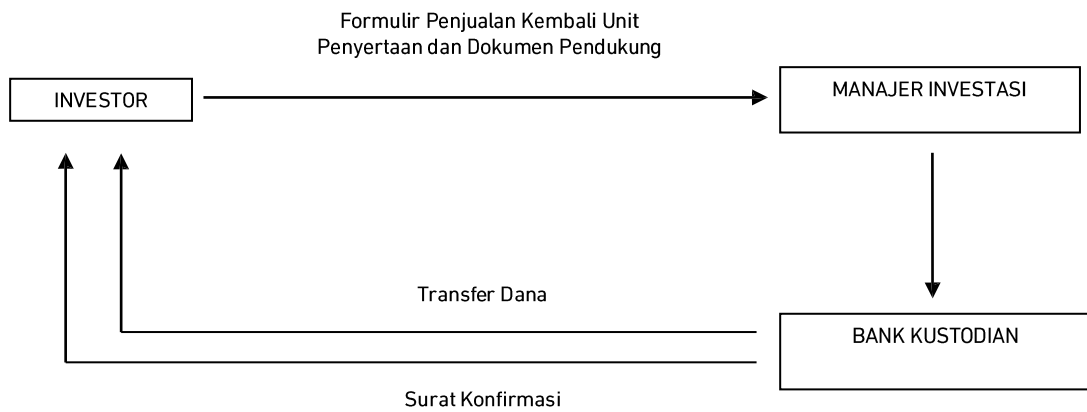 Formulir Penjualan Kembali Unit
Penyertaan dan Dokumen Pendukung
INVESTOR
MANAJER INVESTASI
Transfer Dana
BANK KUSTODIAN
Surat Konfirmasi